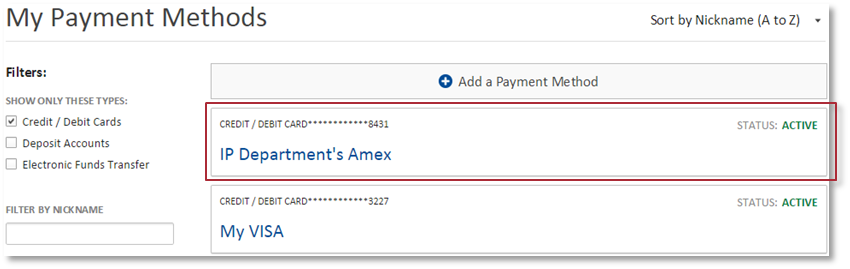 My Payment Methods
Sort by Nickname (A to Z)
Filters:
SHOW ONLY THESE TYPES:
Credit / Debit Cards
Deposit Accounts
Electronic Funds Transfer
FILTER BY NICKNAME
Add a Payment Method
CREDIT / DEBIT CARD************8431
STATUS: ACTIVE
IP Department's Amex
CREDIT / DEBIT CARD************3227
STATUS: ACTIVE
My VISA